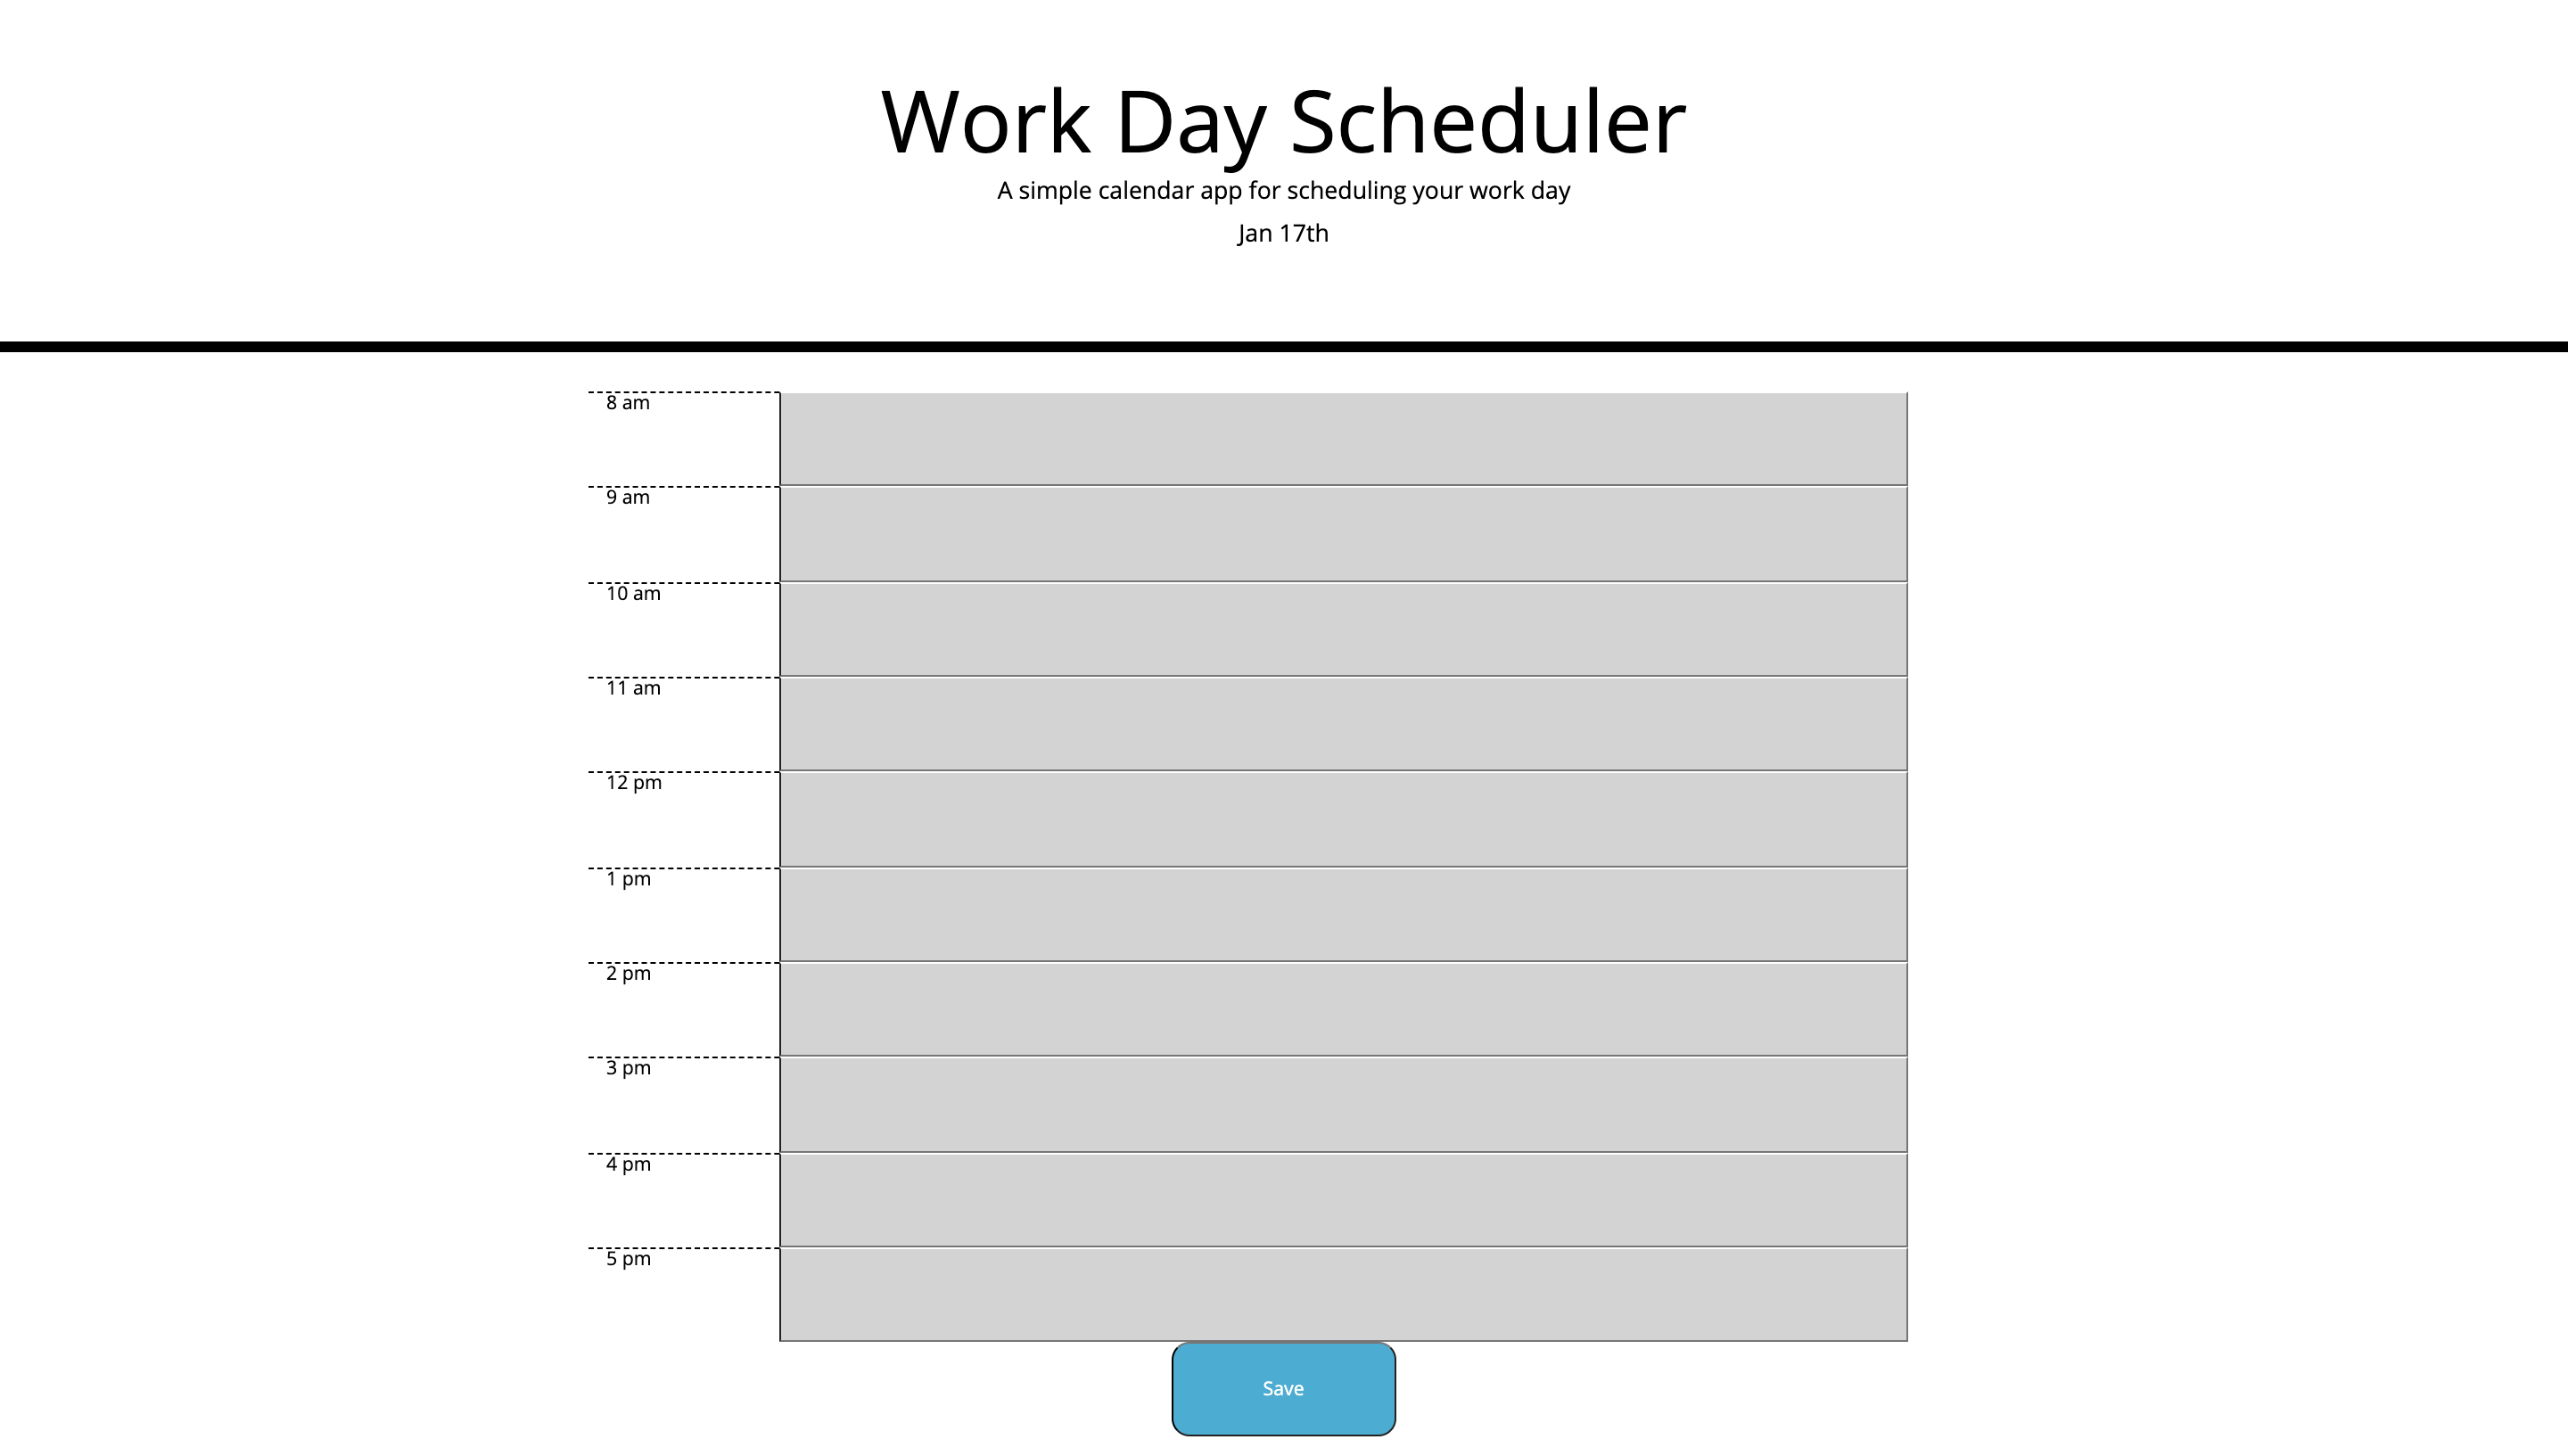 Work Day Scheduler
A simple calendar app for scheduling your work day
Jan 17th
8 am
9 am
10 am
11 am
12 pm
1 pm
2 pm
3 pm
4 pm
5 pm
Save